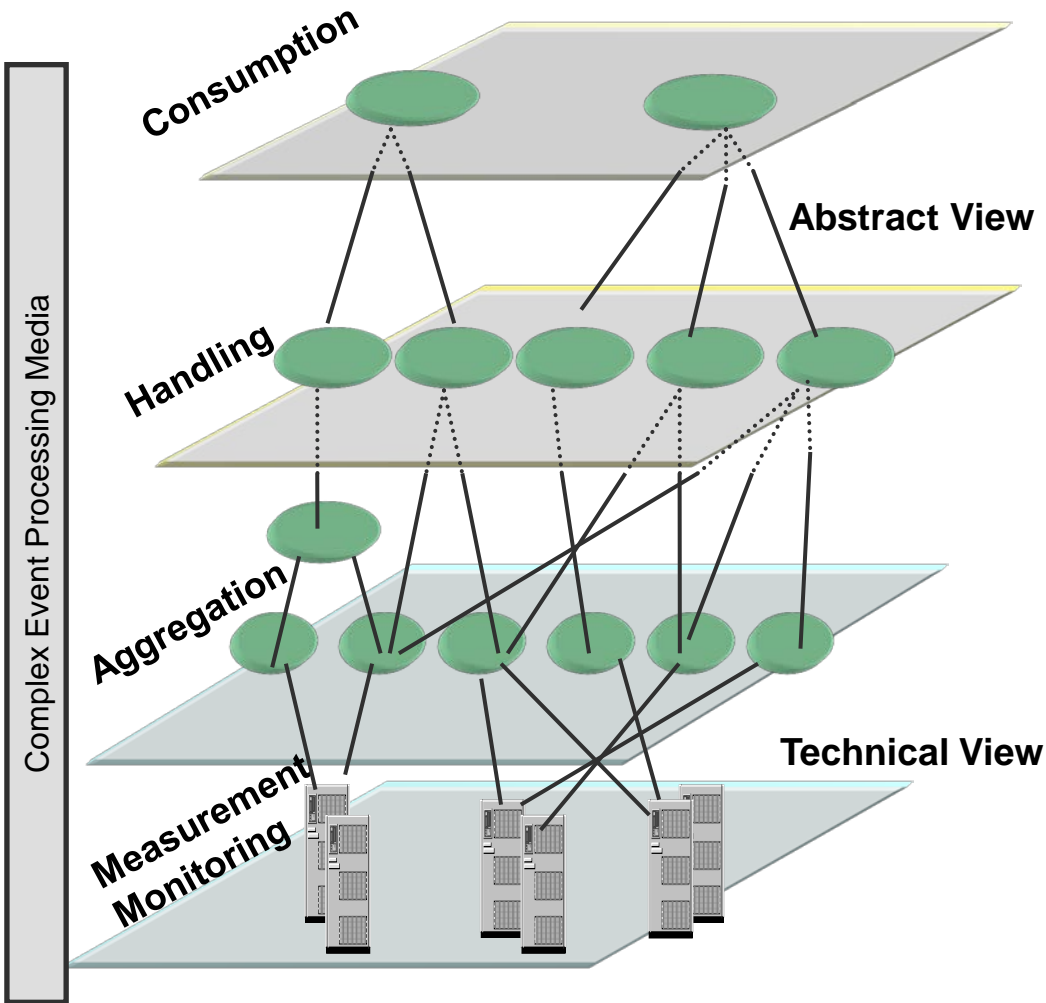 Consumption
Abstract View
Handling
Complex Event Processing Media
Aggregation
Technical View
Measurement
Monitoring